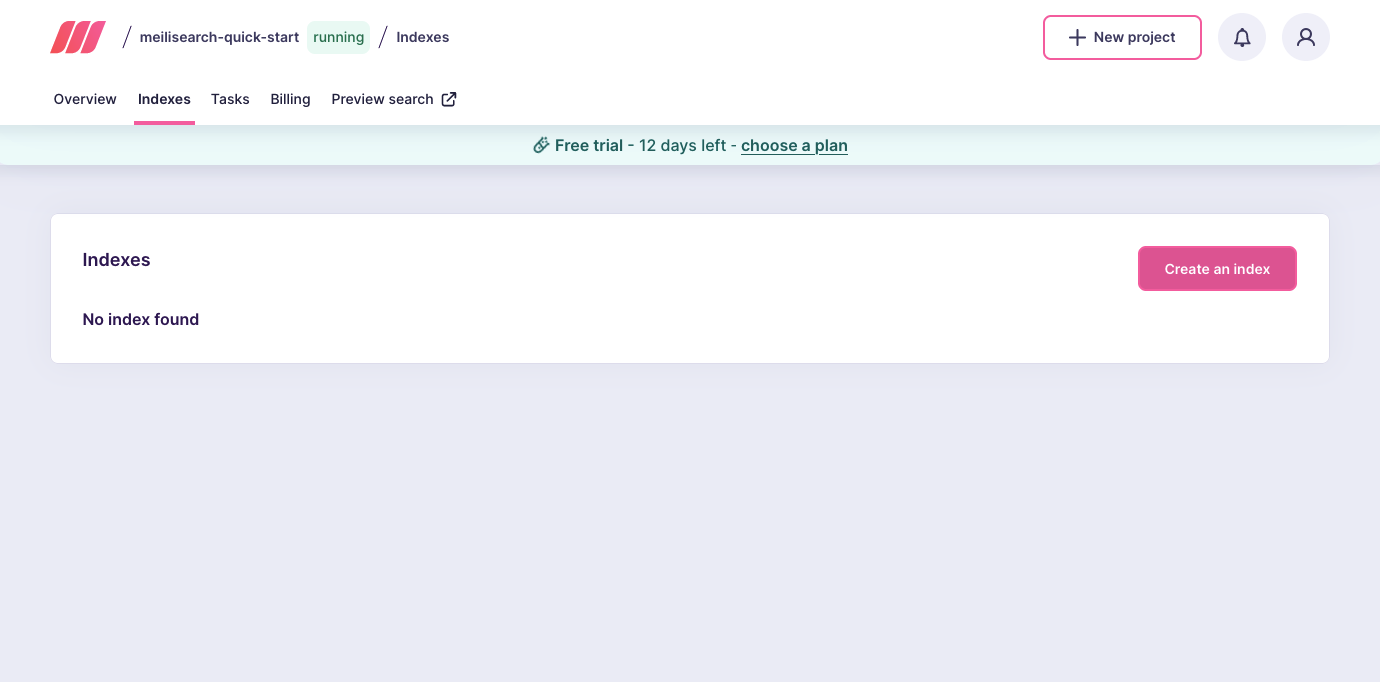 / meilisearch-quick-start running / Indexes
New project
Overview Indexes Tasks Billing Preview search
Free trial - 12 days left - choose a plan
Indexes
Create an index
No index found